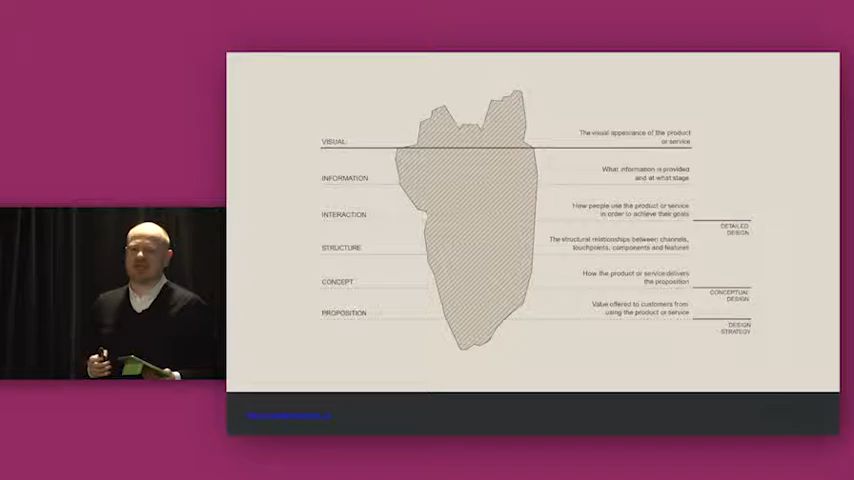 VISUAL
The visual appearance of the product
or service
INFORMATION
What information is provided
and at what stage
INTERACTION
How people use the product or service
in order to achieve their goals
DETAILED
DESIGN
STRUCTURE
The structural relationships between channels,
touchpoints, components and features
CONCEPT
How the product or service delivers
the proposition
CONCEPTUAL
DESIGN
PROPOSITION
Value offered to customers from
using the product or service
DESIGN
STRATEGY